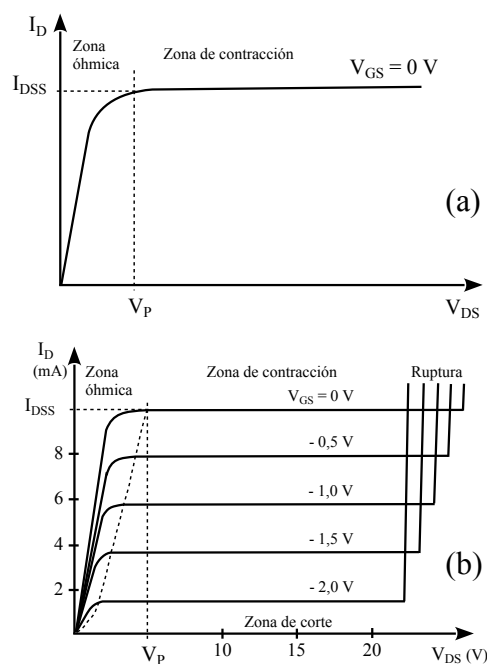 I_D
Zona óhmica
Zona de contracción
V_GS = 0 V
I_DSS
(a)
V_P
V_DS
I_D (mA)
Zona óhmica
Zona de contracción
Ruptura
V_GS = 0 V
I_DSS
8
- 0,5 V
6
- 1,0 V
4
- 1,5 V
(b)
2
- 2,0 V
Zona de corte
V_P
10
20
V_DS (V)